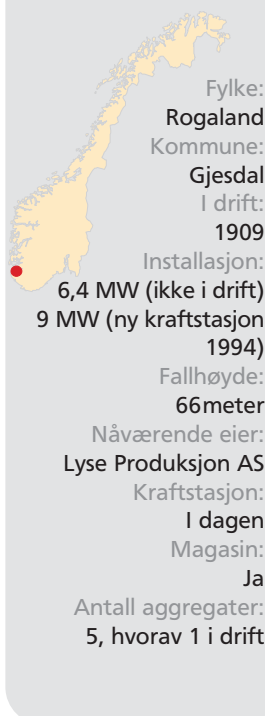 Fylke:
Rogaland
Kommune:
Gjesdal
I drift:
1909
Installasjon:
6,4 MW (ikke i drift)
9 MW (ny kraftstasjon
1994)
Fallhøyde:
66meter
Nåværende eier:
Lyse Produksjon AS
Kraftstasjon:
I dagen
Magasin:
Ja
Antall aggregater:
5, hvorav 1 i drift